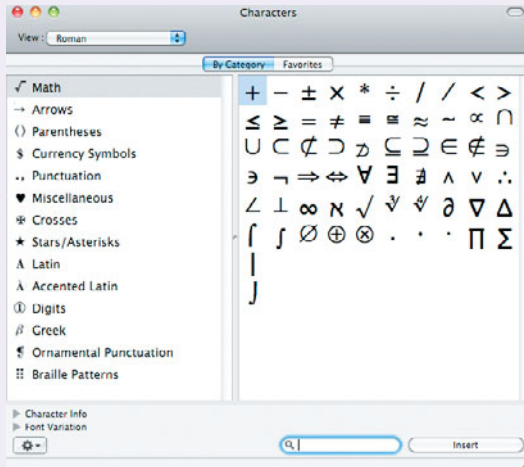 Characters
View: Roman
By Category Favorites
√ Math
→ Arrows
() Parentheses
$ Currency Symbols
., Punctuation
♥ Miscellaneous
✠ Crosses
★ Stars/Asterisks
A Latin
À Accented Latin
① Digits
β Greek
¶ Ornamental Punctuation
⠿ Braille Patterns
+ − ± × * ÷ / ⁄ < >
≤ ≥ = ≠ ≡ ≅ ≈ ~ ∝ ∩
∪ ⊂ ⊄ ⊃ ⊅ ⊆ ⊇ ∈ ∉ ∋
∍ ¬ ⇒ ⇔ ∀ ∃ ∄ ∧ ∨ ∴
∠ ⊥ ∞ ℵ √ ∛ ∜ ∂ ∇ ∆
⌠ ∫ ∅ ⊕ ⊗ . · ˙ ∏ ∑
⎮
⌡
Character Info
Font Variation
Insert